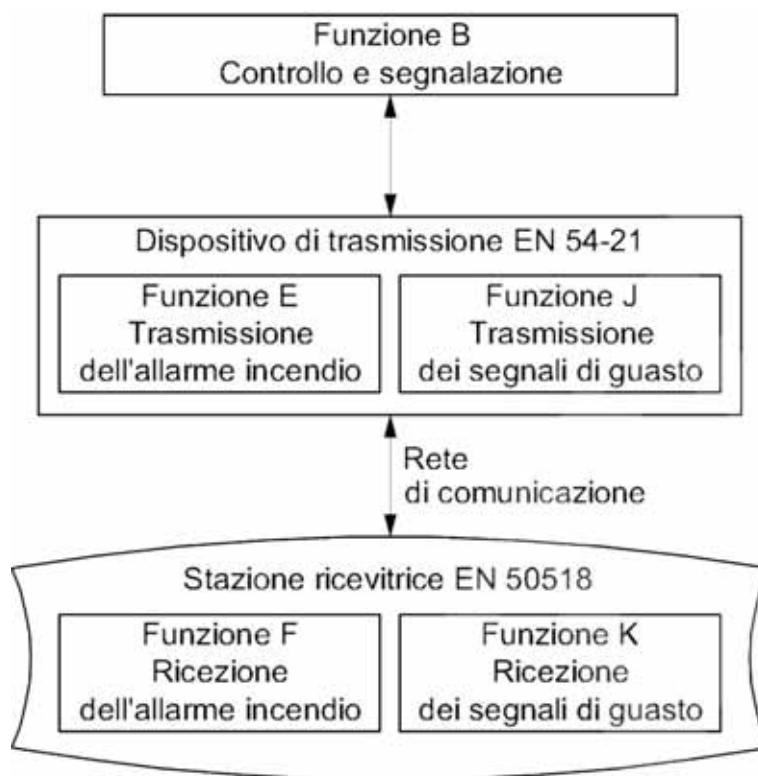 Funzione B
Controllo e segnalazione
Dispositivo di trasmissione EN 54-21
Funzione E
Trasmissione
dell'allarme incendio
Funzione J
Trasmissione
dei segnali di guasto
Rete
di comunicazione
Stazione ricevitrice EN 50518
Funzione F
Ricezione
dell'allarme incendio
Funzione K
Ricezione
dei segnali di guasto